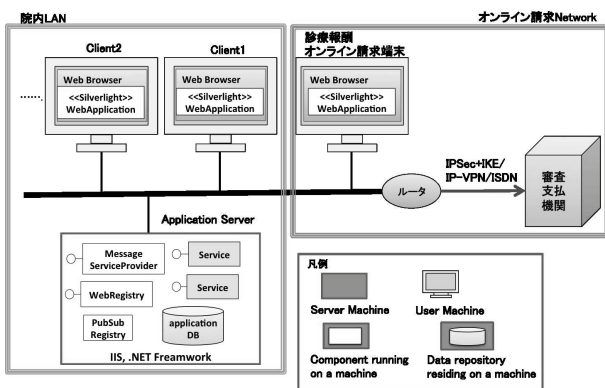 院内LAN
オンライン請求Network
Client2
Client1
診療報酬
オンライン請求端末
Web Browser
<<Silverlight>>
WebApplication
Web Browser
<<Silverlight>>
WebApplication
Web Browser
<<Silverlight>>
WebApplication
........
IPSec+IKE/
IP-VPN/ISDN
ルータ
審査
支払
機関
Application Server
Message
ServiceProvider
Service
WebRegistry
Service
PubSub
Registry
application
DB
IIS, .NET Freamwork
凡例
Server Machine
User Machine
Component running
on a machine
Data repository
residing on a machine